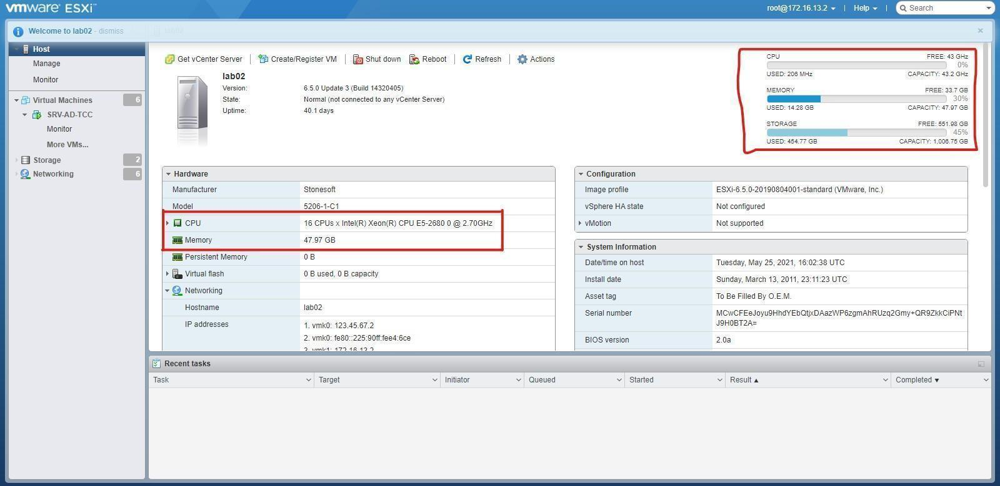 vmware ESXi™
root@172.16.13.2
Help
Search
Welcome to lab02 - dismiss
lab02
Host
Manage
Monitor
Virtual Machines 6
SRV-AD-TCC
Monitor
More VMs...
Storage 2
Networking 6
Get vCenter Server
Create/Register VM
Shut down
Reboot
Refresh
Actions
lab02
Version: 6.5.0 Update 3 (Build 14320405)
State: Normal (not connected to any vCenter Server)
Uptime: 40.1 days
CPU FREE: 43 GHz
0%
USED: 206 MHz CAPACITY: 43.2 GHz
MEMORY FREE: 33.7 GB
30%
USED: 14.28 GB CAPACITY: 47.97 GB
STORAGE FREE: 551.98 GB
45%
USED: 454.77 GB CAPACITY: 1,006.75 GB
Hardware
Manufacturer Stonesoft
Model 5206-1-C1
CPU 16 CPUs x Intel(R) Xeon(R) CPU E5-2680 0 @ 2.70GHz
Memory 47.97 GB
Persistent Memory 0 B
Virtual flash 0 B used, 0 B capacity
Networking
Hostname lab02
IP addresses 1. vmk0: 123.45.67.2
2. vmk0: fe80::225:90ff:fee4:6ce
3. vmk1: 172.16.13.2
Configuration
Image profile ESXi-6.5.0-20190804001-standard (VMware, Inc.)
vSphere HA state Not configured
vMotion Not supported
System Information
Date/time on host Tuesday, May 25, 2021, 16:02:38 UTC
Install date Sunday, March 13, 2011, 23:11:23 UTC
Asset tag To Be Filled By O.E.M.
Serial number MCwCFEeJoyu9HhdYEbQtjxDAazWP6zgmAhRUzq2Gmy+QR9ZkkCiPNt
J9H0BT2A=
BIOS version 2.0a
Recent tasks
Task Target Initiator Queued Started Result Completed